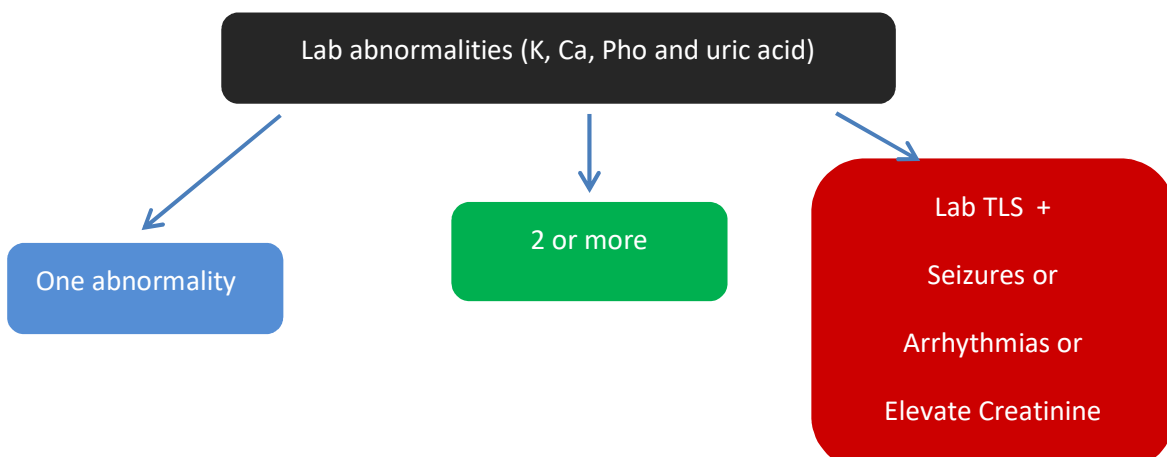 Lab abnormalities (K, Ca, Pho and uric acid)
One abnormality
2 or more
Lab TLS +
Seizures or
Arrhythmias or
Elevate Creatinine